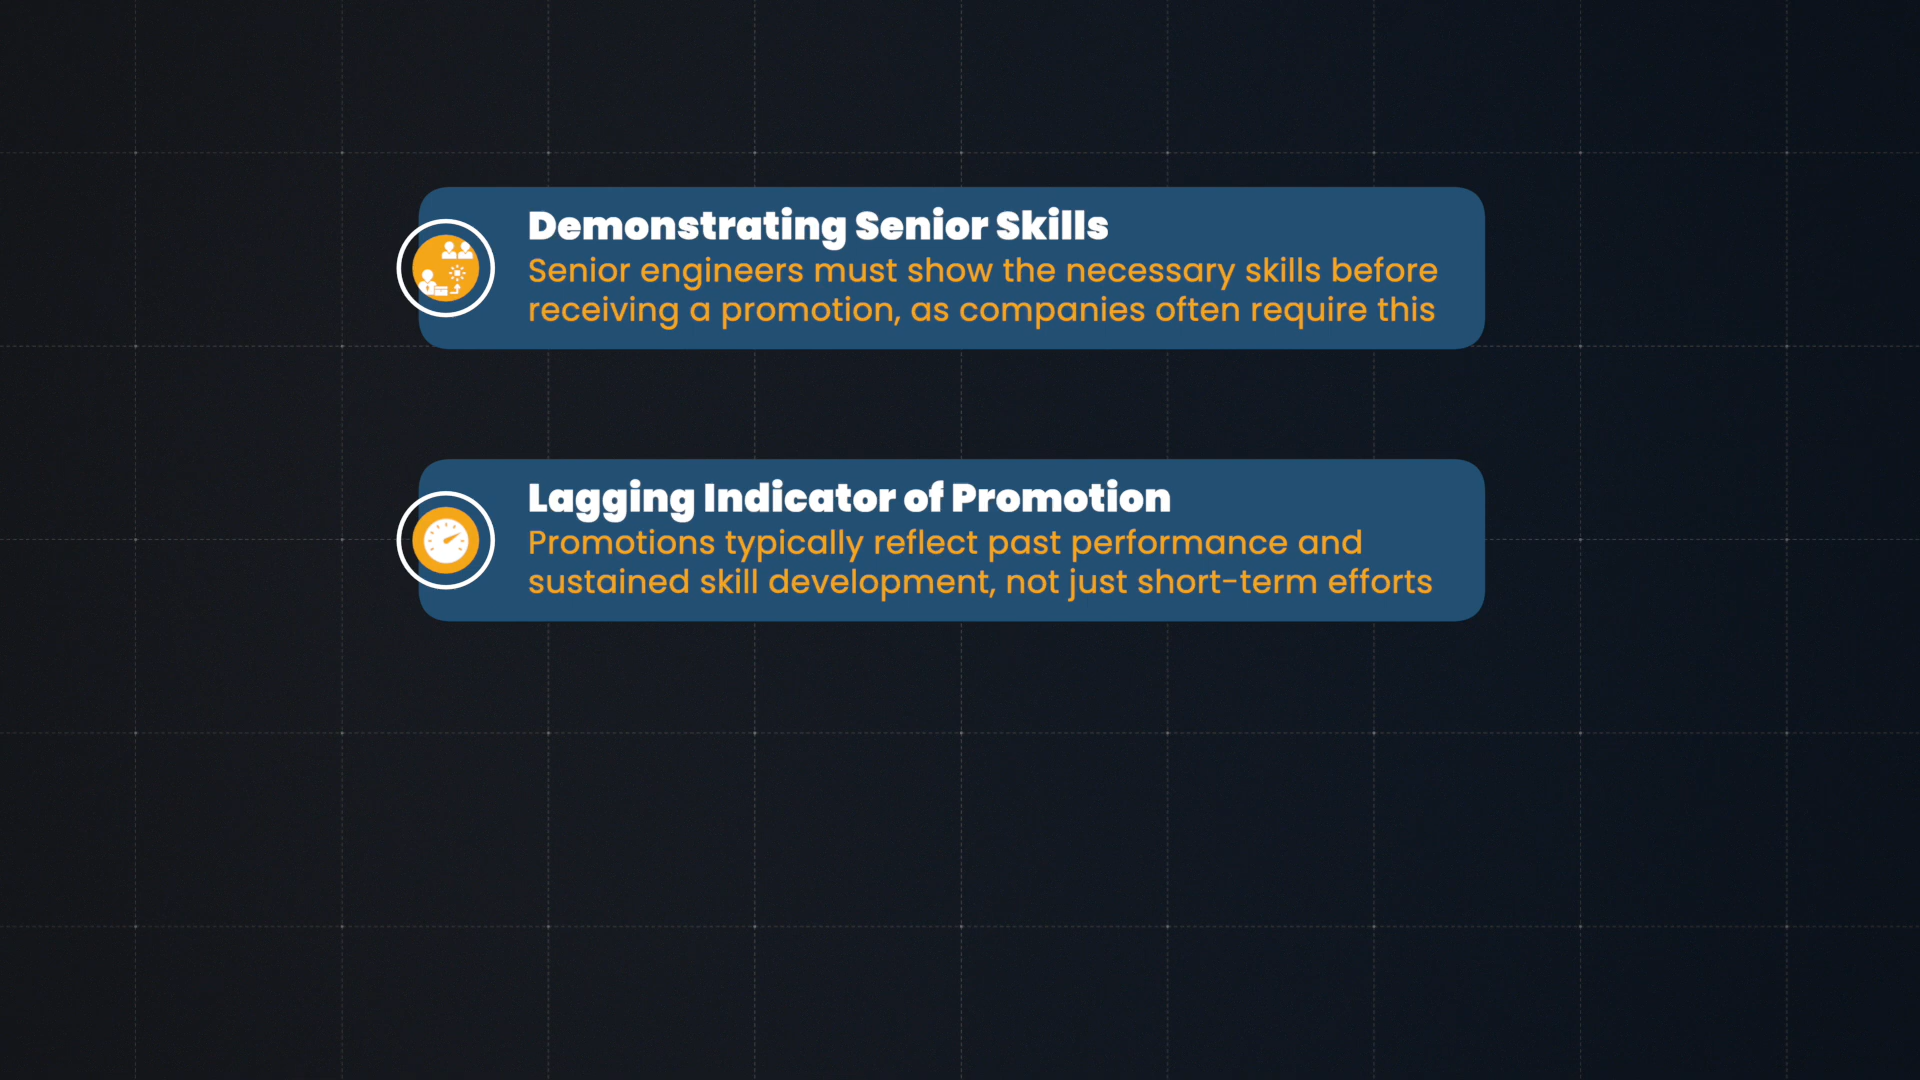 Demonstrating Senior Skills
Senior engineers must show the necessary skills before
receiving a promotion, as companies often require this
Lagging Indicator of Promotion
Promotions typically reflect past performance and
sustained skill development, not just short-term efforts